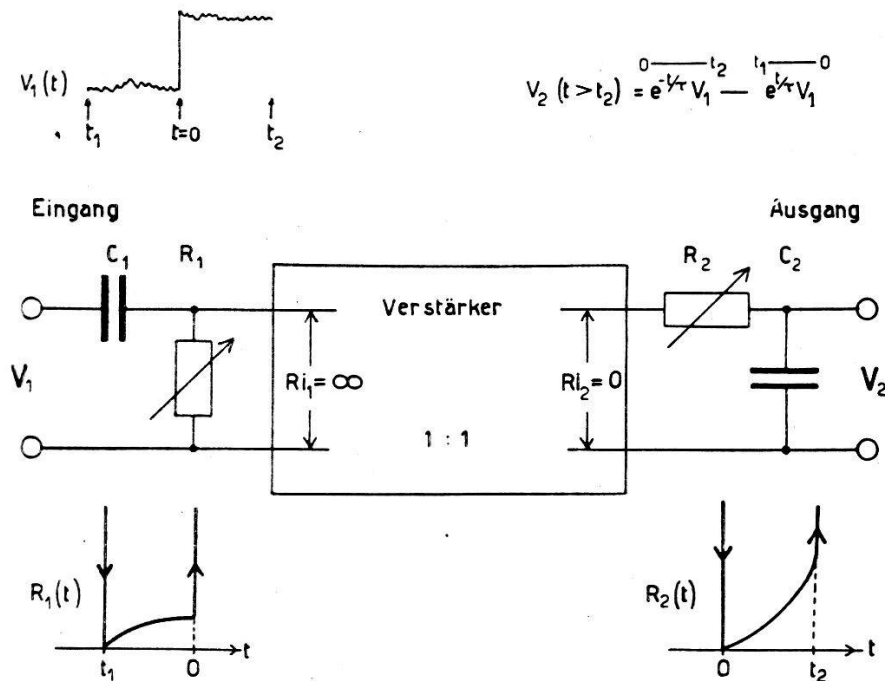 V₁(t)
t₁ t=0 t₂
0 t₂ t₁ 0
V₂ (t > t₂) = e^-t/τ V₁ — e^t/τ V₁
Eingang Ausgang
C₁ R₁ R₂ C₂
Verstärker
V₁ Ri₁=∞ Ri₂=0 V₂
1 : 1
R₁(t) t
t₁ 0
R₂(t) t
0 t₂